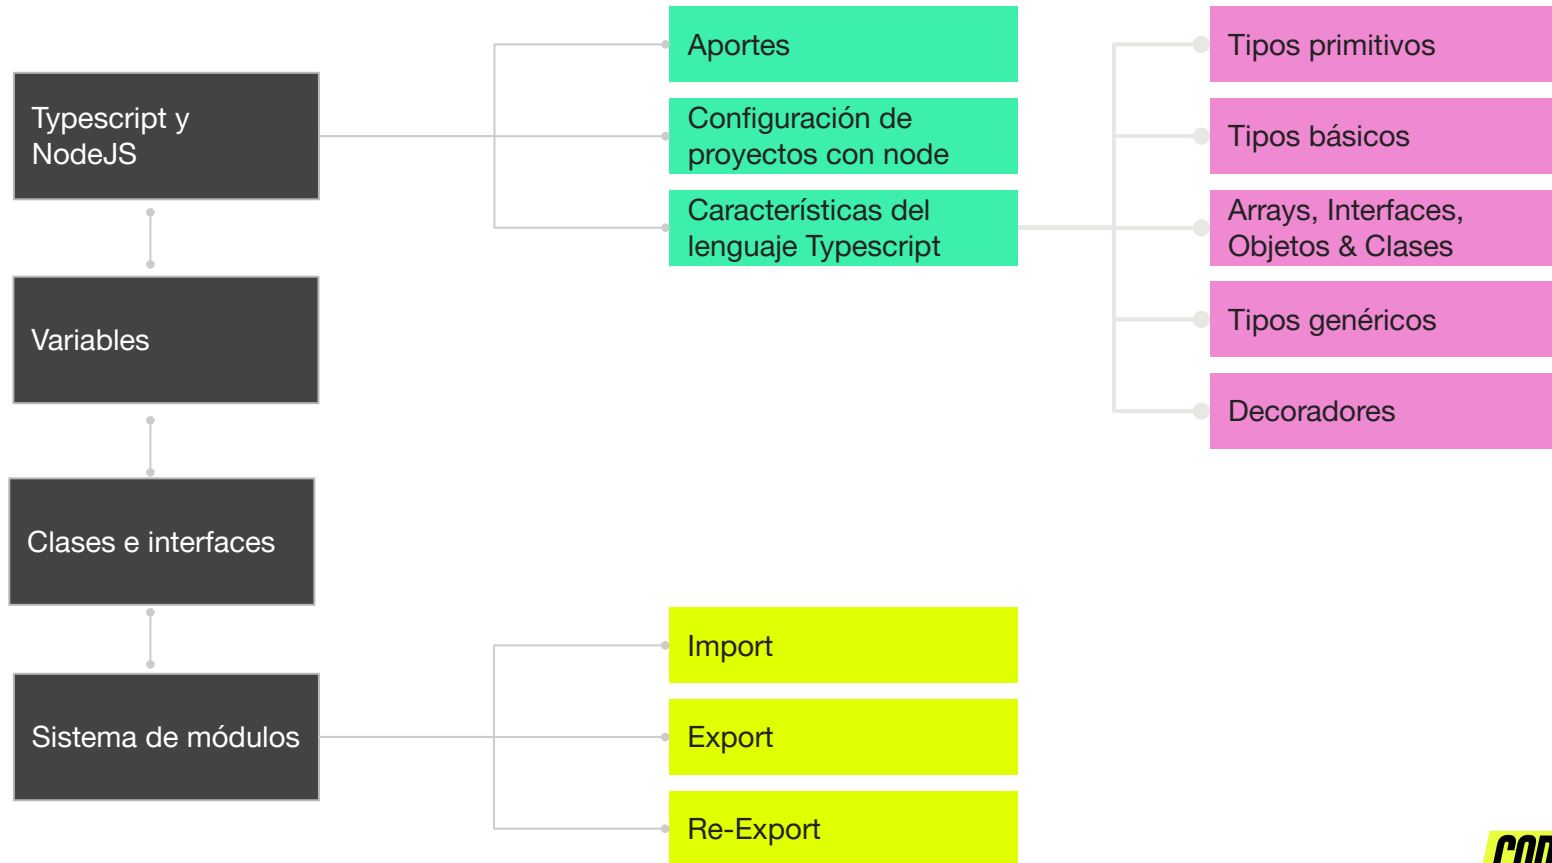 Typescript y
NodeJS
Variables
Clases e interfaces
Sistema de módulos
Aportes
Configuración de
proyectos con node
Características del
lenguaje Typescript
Tipos primitivos
Tipos básicos
Arrays, Interfaces,
Objetos & Clases
Tipos genéricos
Decoradores
Import
Export
Re-Export